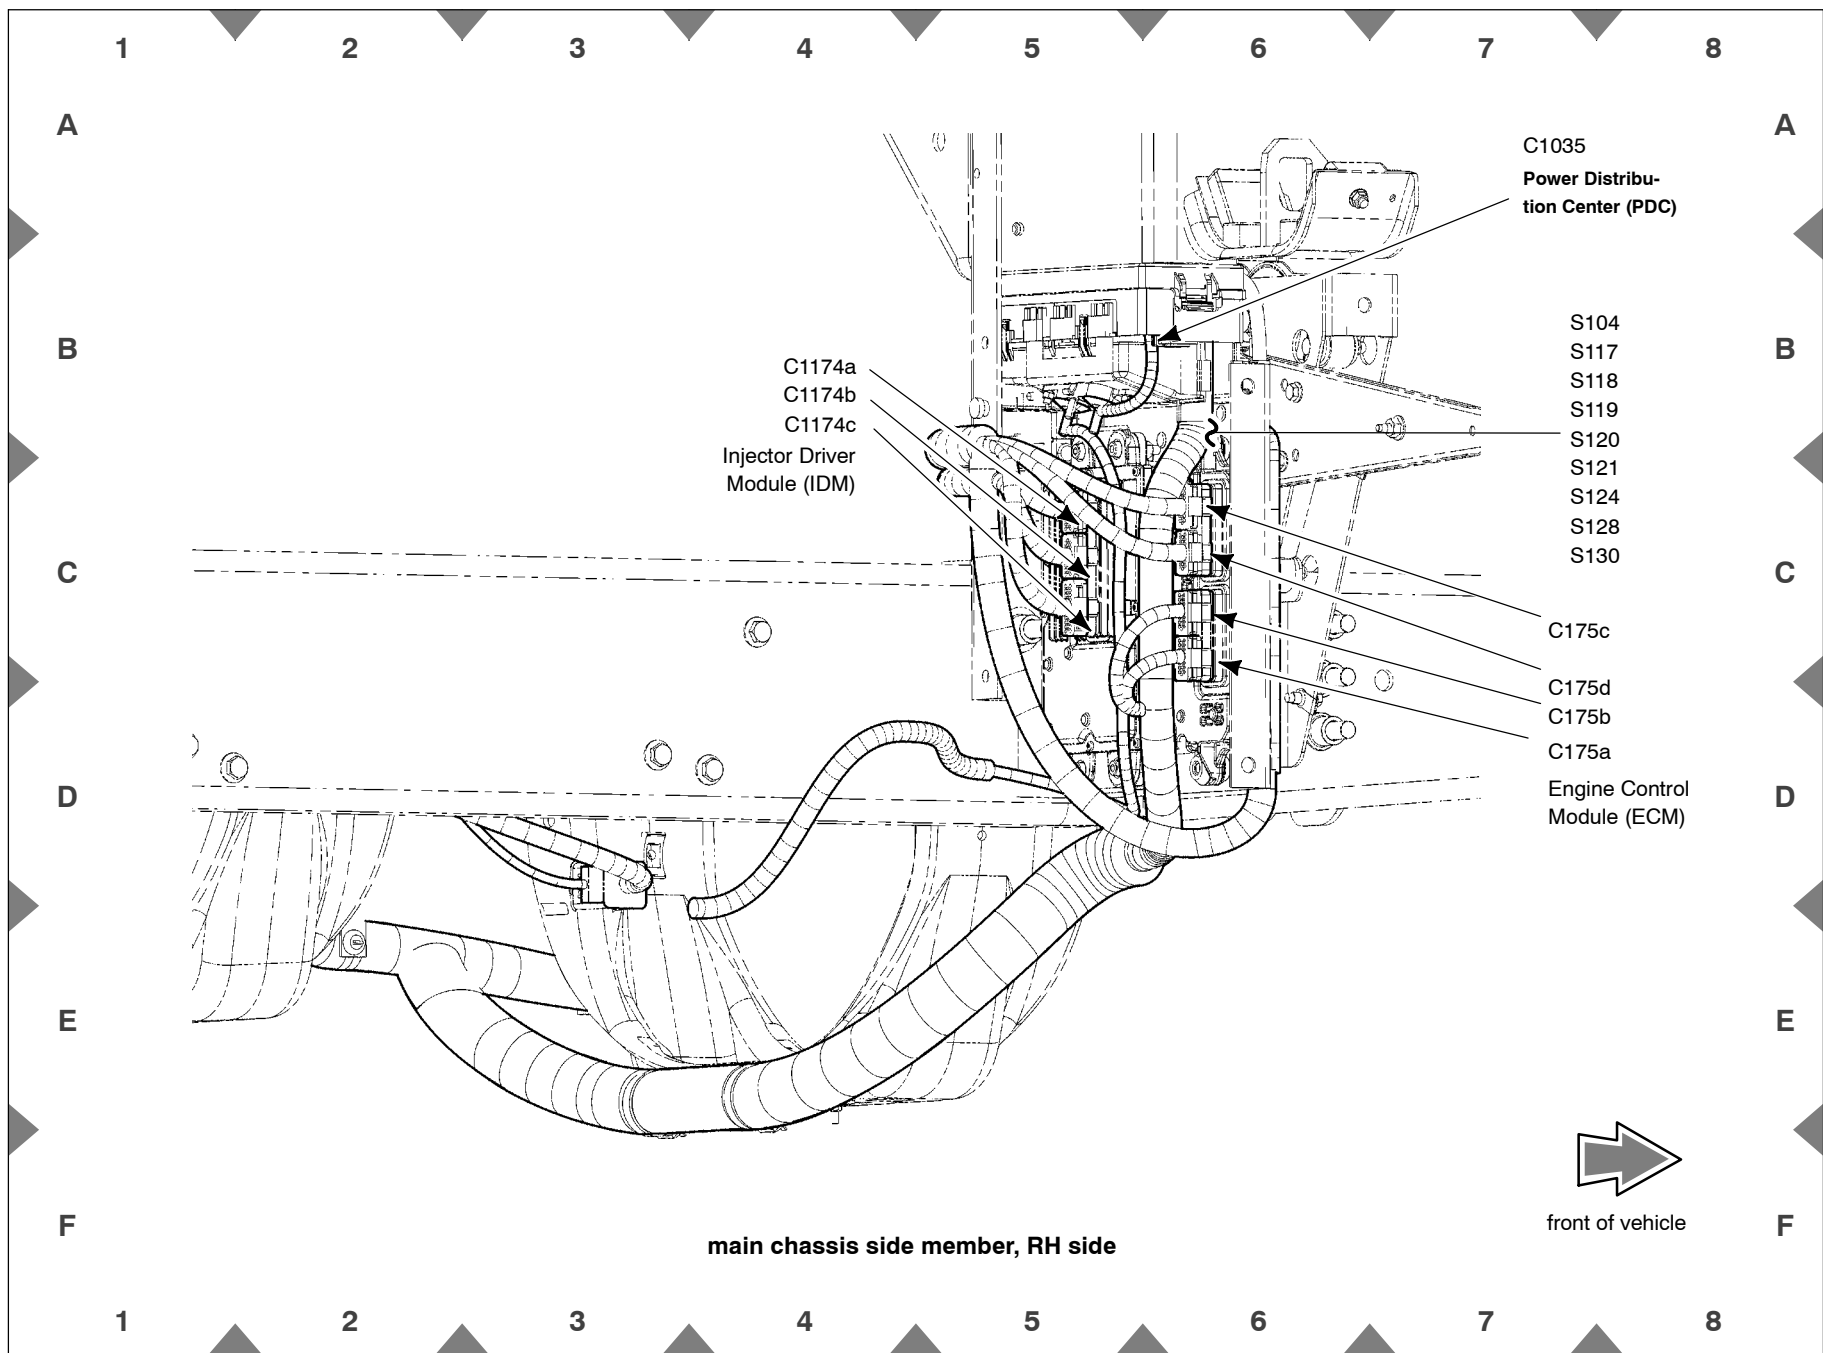 1 2 3 4 5 6 7 8
A A
C1035
Power Distribu-
tion Center (PDC)
S104
B B
S117
C1174a
S118
C1174b
S119
C1174c
S120
Injector Driver
S121
Module (IDM)
S124
S128
S130
C C
C175c
C175d
C175b
C175a
Engine Control
D D
Module (ECM)
E E
front of vehicle
F F
main chassis side member, RH side
1 2 3 4 5 6 7 8